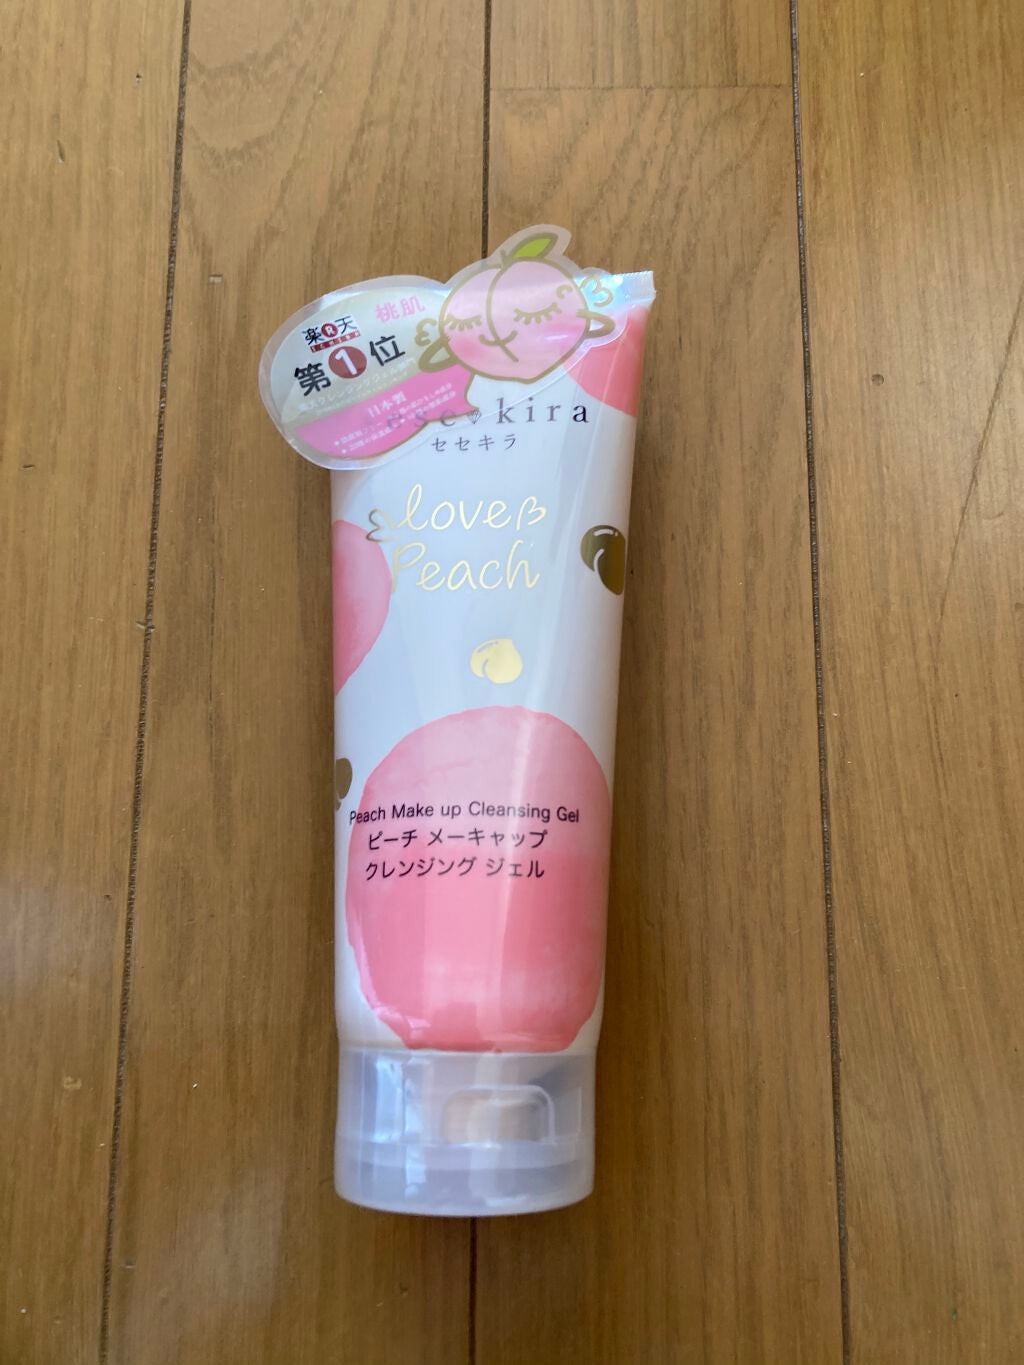 桃肌
楽天
ICHIBA
第1位
日本製
kira
セセキラ
love
Peach
Peach Make up Cleansing Gel
ピーチ メーキャップ
クレンジング ジェル